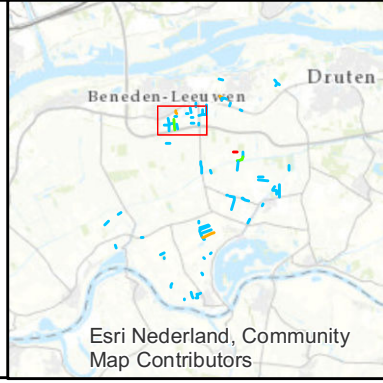 Druten
Beneden-Leeuwen
Esri Nederland, Community
Map Contributors